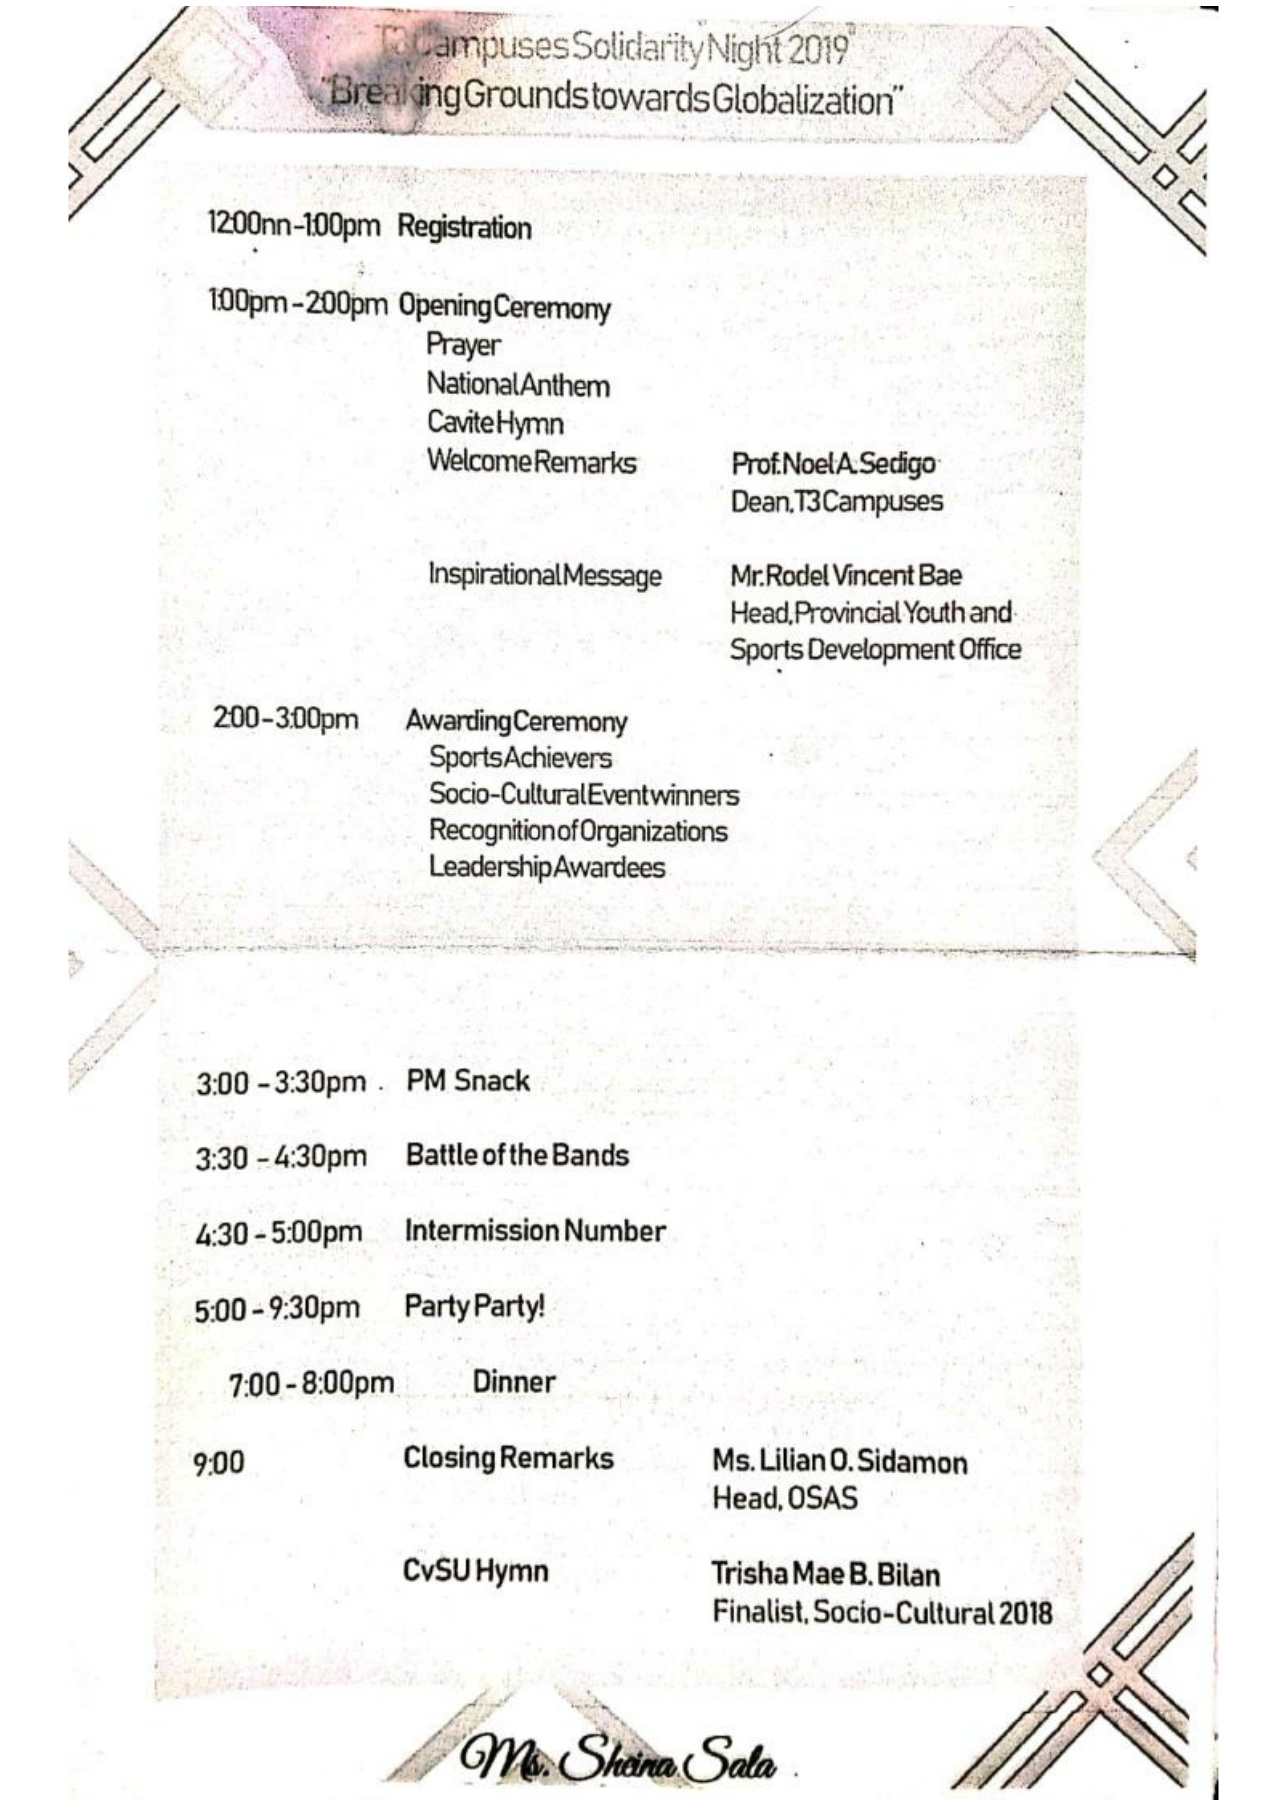 T3 Campuses Solidarity Night 2019
"Breaking Grounds towards Globalization"
12:00nn-1:00pm Registration
1:00pm-2:00pm Opening Ceremony
Prayer
National Anthem
Cavite Hymn
Welcome Remarks Prof. Noel A. Sedigo
Dean, T3 Campuses
Inspirational Message Mr. Rodel Vincent Bae
Head, Provincial Youth and
Sports Development Office
2:00-3:00pm Awarding Ceremony
Sports Achievers
Socio-Cultural Event winners
Recognition of Organizations
Leadership Awardees
3:00 - 3:30pm PM Snack
3:30 - 4:30pm Battle of the Bands
4:30 - 5:00pm Intermission Number
5:00 - 9:30pm Party Party!
7:00 - 8:00pm Dinner
9:00 Closing Remarks Ms. Lilian O. Sidamon
Head, OSAS
CvSU Hymn Trisha Mae B. Bilan
Finalist, Socio-Cultural 2018
Ms. Sheina Sala